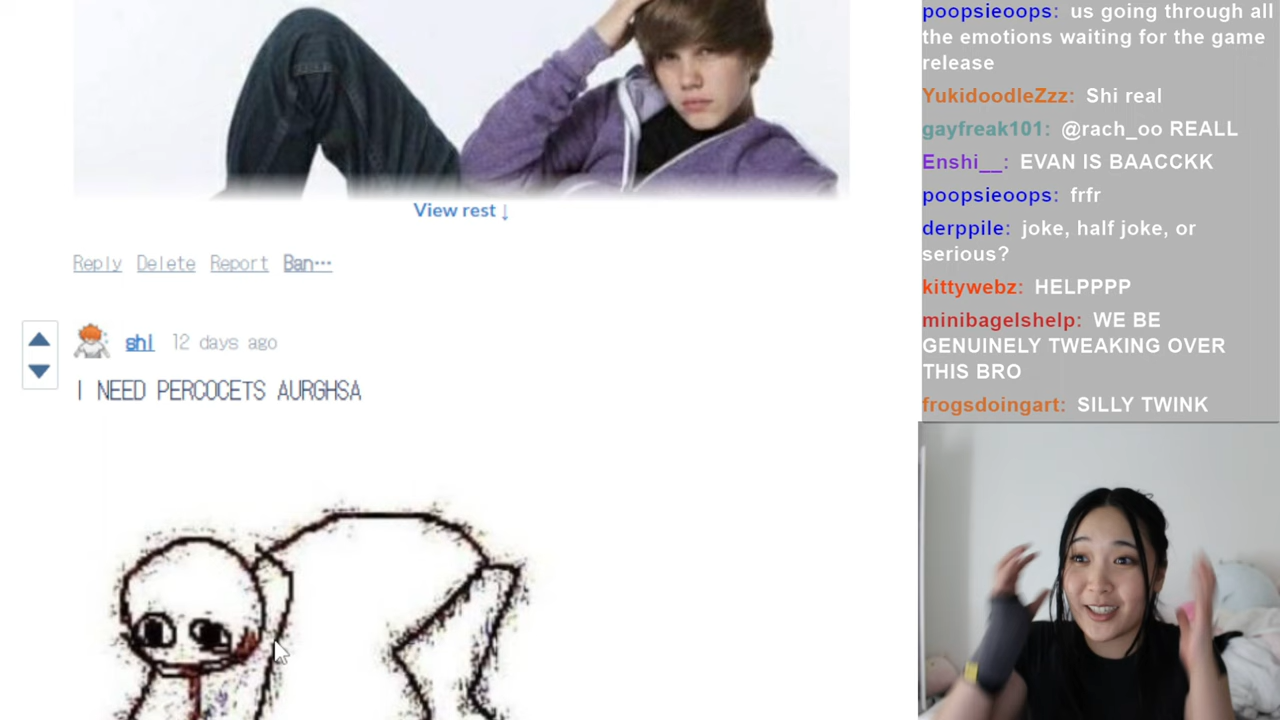 View rest ↓
Reply Delete Report Ban…
shi 12 days ago
I NEED PERCOCETS AURGHSA
poopsieoops: us going through all
the emotions waiting for the game
release
YukidoodleZzz: Shi real
gayfreak101: @rach_oo REALL
Enshi__: EVAN IS BAACCKK
poopsieoops: frfr
derppile: joke, half joke, or
serious?
kittywebz: HELPPPP
minibagelshelp: WE BE
GENUINELY TWEAKING OVER
THIS BRO
frogsdoingart: SILLY TWINK